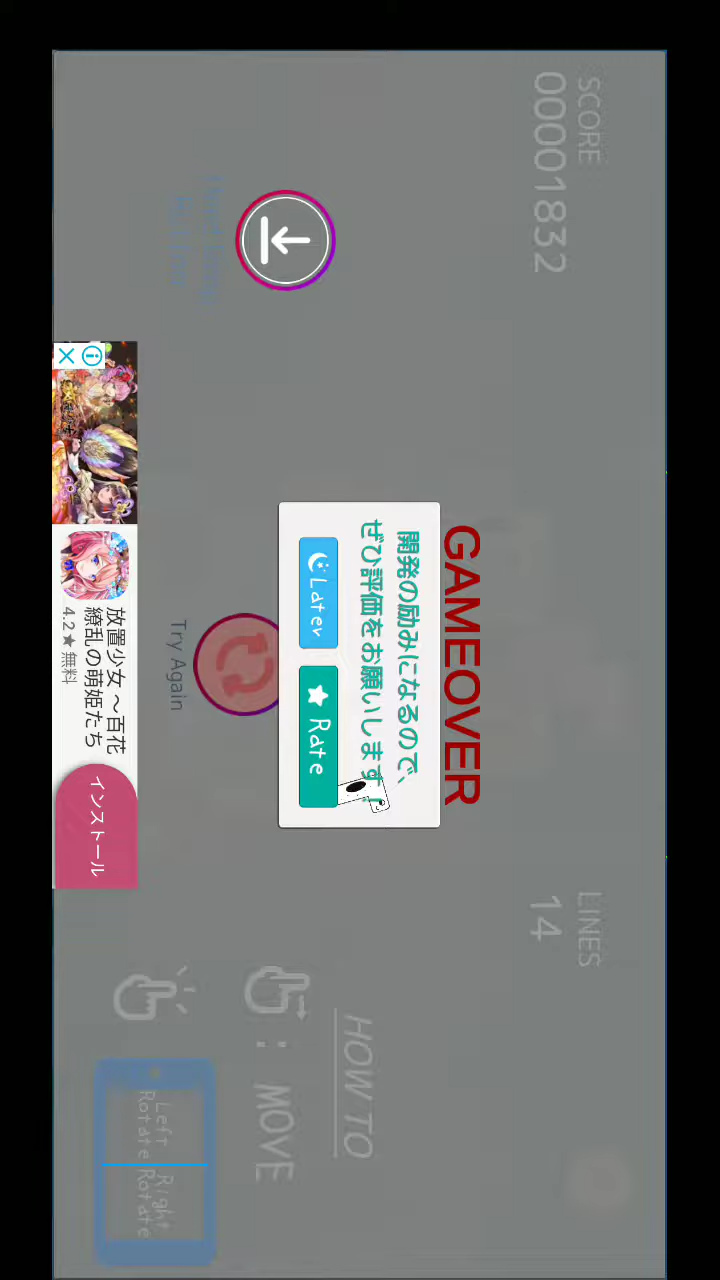 SCORE
00001832
LINES
14
GAMEOVER
開発の励みになるので、
ぜひ評価をお願いします
Later
Rate
Try Again
HOW TO
: MOVE
Left
Rotate
Right
Rotate
放置少女 ～百花
繚乱の萌姫たち
4.2★ 無料
インストール